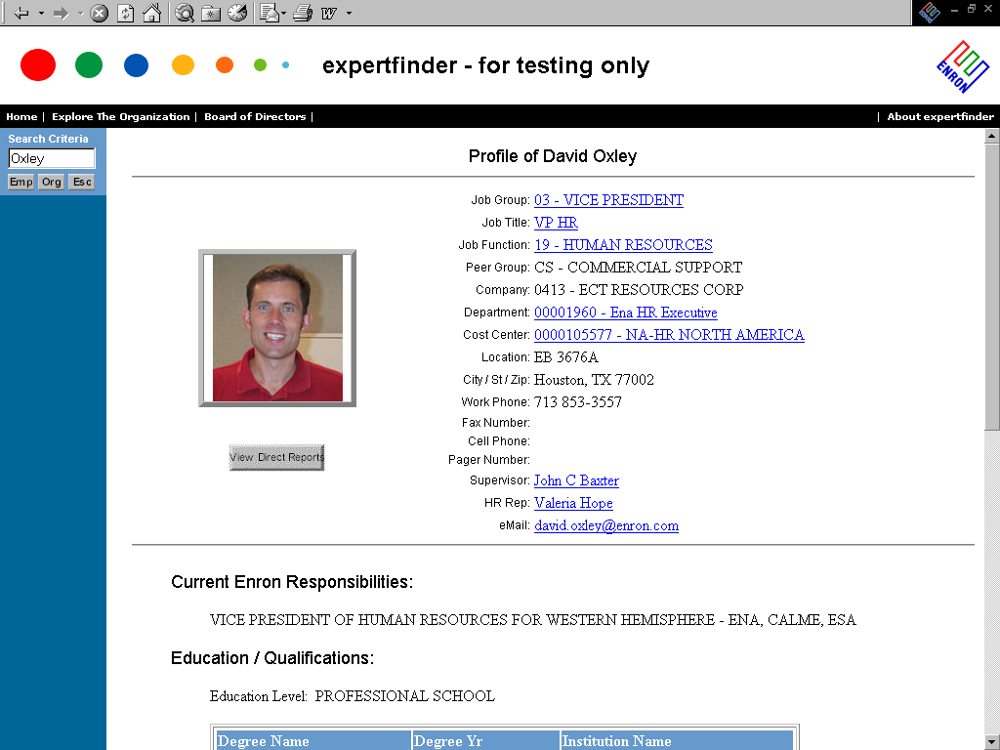 expertfinder - for testing only
ENRON
Home | Explore The Organization | Board of Directors |
| About expertfinder
Search Criteria
Oxley
Emp Org Esc
Profile of David Oxley
Job Group: 03 - VICE PRESIDENT
Job Title: VP HR
Job Function: 19 - HUMAN RESOURCES
Peer Group: CS - COMMERCIAL SUPPORT
Company: 0413 - ECT RESOURCES CORP
Department: 00001960 - Ena HR Executive
Cost Center: 0000105577 - NA-HR NORTH AMERICA
Location: EB 3676A
City / St / Zip: Houston, TX 77002
Work Phone: 713 853-3557
Fax Number:
Cell Phone:
Pager Number:
Supervisor: John C Baxter
HR Rep: Valeria Hope
eMail: david.oxley@enron.com
View Direct Reports
Current Enron Responsibilities:
VICE PRESIDENT OF HUMAN RESOURCES FOR WESTERN HEMISPHERE - ENA, CALME, ESA
Education / Qualifications:
Education Level: PROFESSIONAL SCHOOL
Degree Name Degree Yr Institution Name